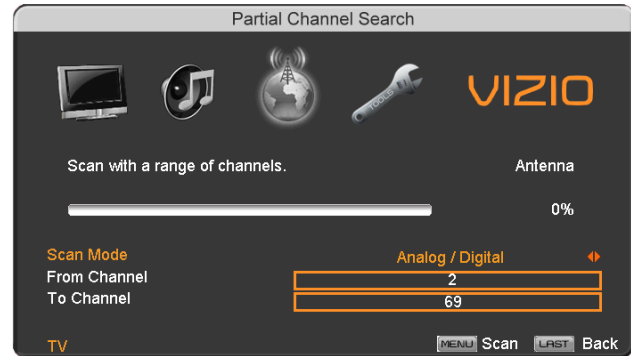 Partial Channel Search
TOOLS
VIZIO
Scan with a range of channels. Antenna
0%
Scan Mode Analog / Digital
From Channel 2
To Channel 69
TV MENU Scan LAST Back